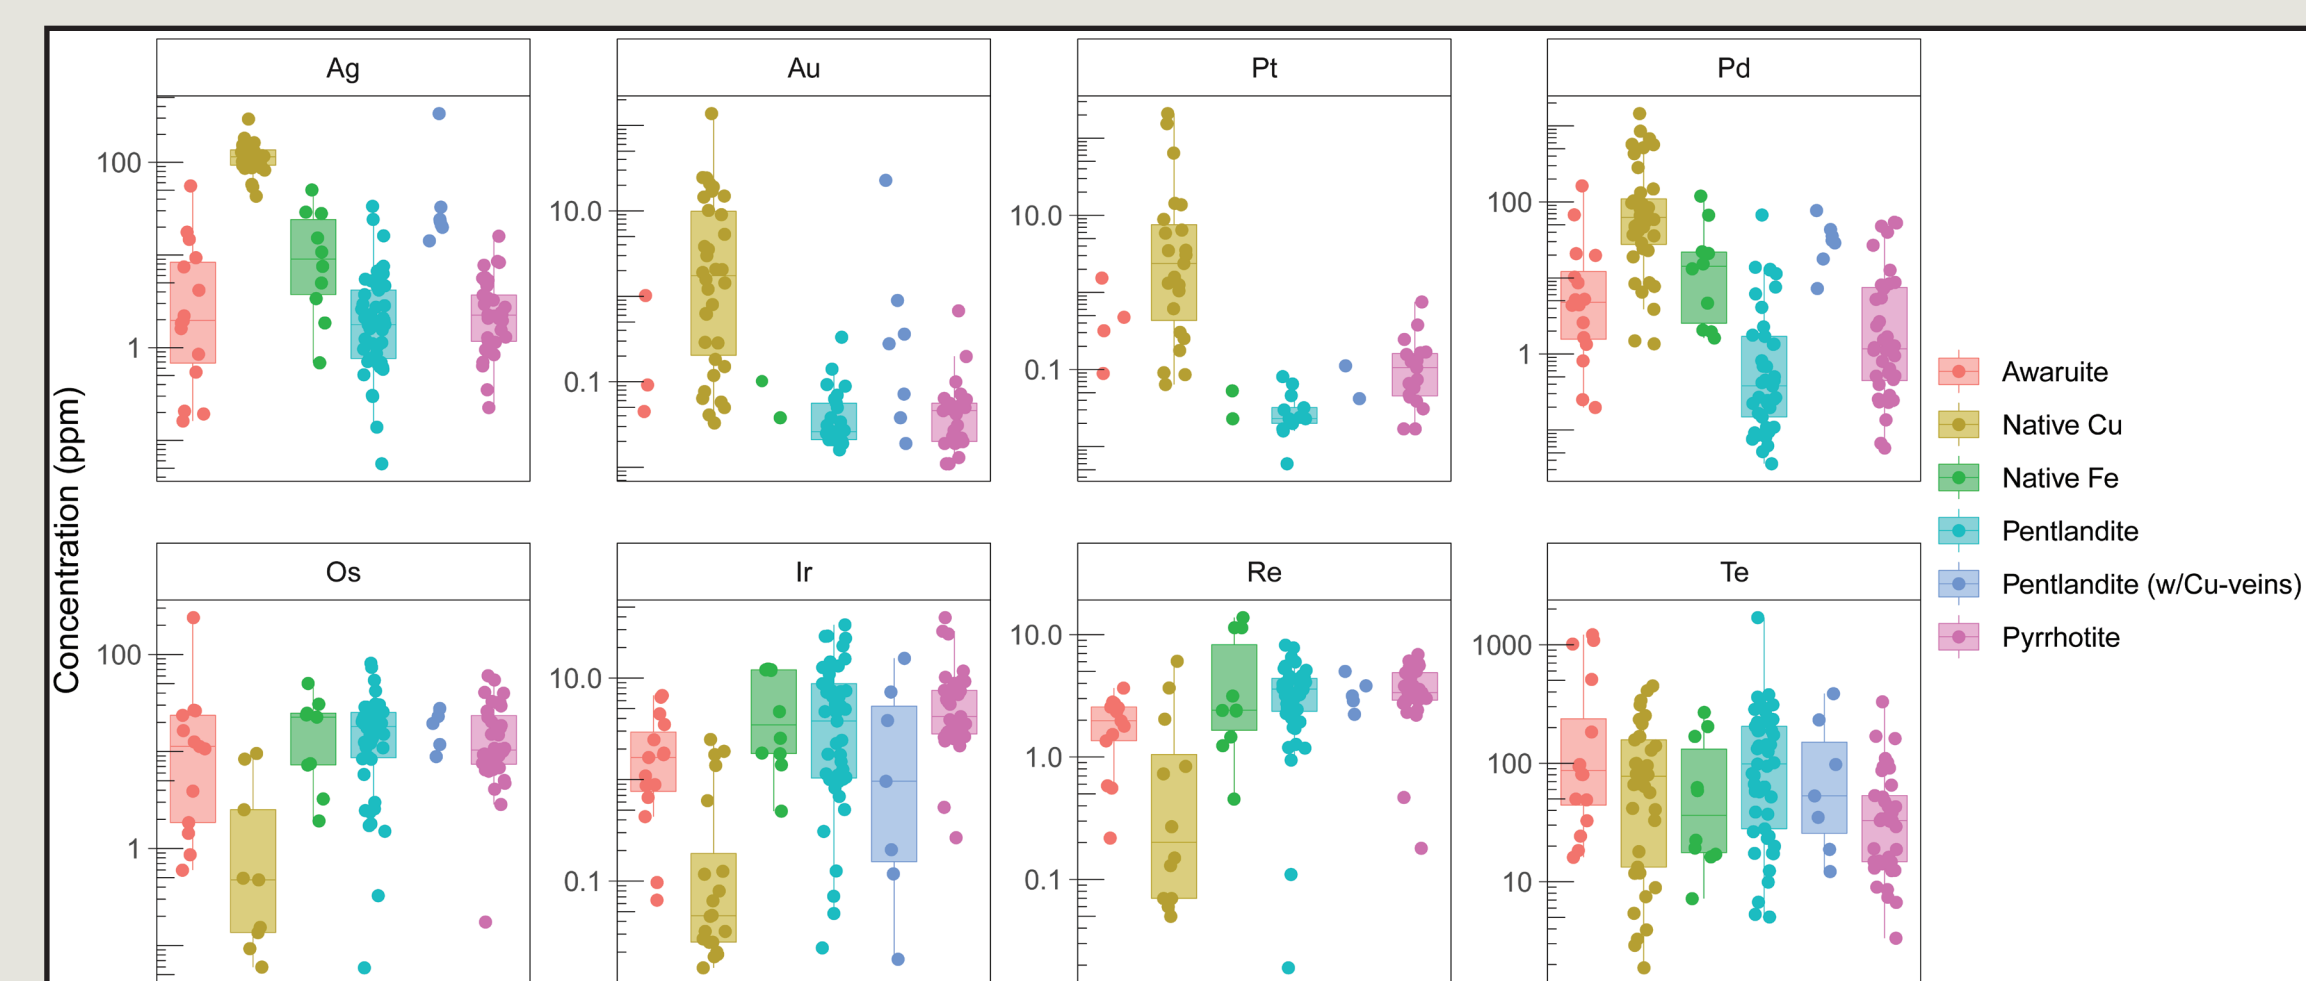 Ag
Au
Pt
Pd
100
1
10.0
0.1
10.0
0.1
100
1
Concentration (ppm)
Awaruite
Native Cu
Native Fe
Pentlandite
Pentlandite (w/Cu-veins)
Pyrrhotite
Os
Ir
Re
Te
100
1
10.0
0.1
10.0
1.0
0.1
1000
100
10